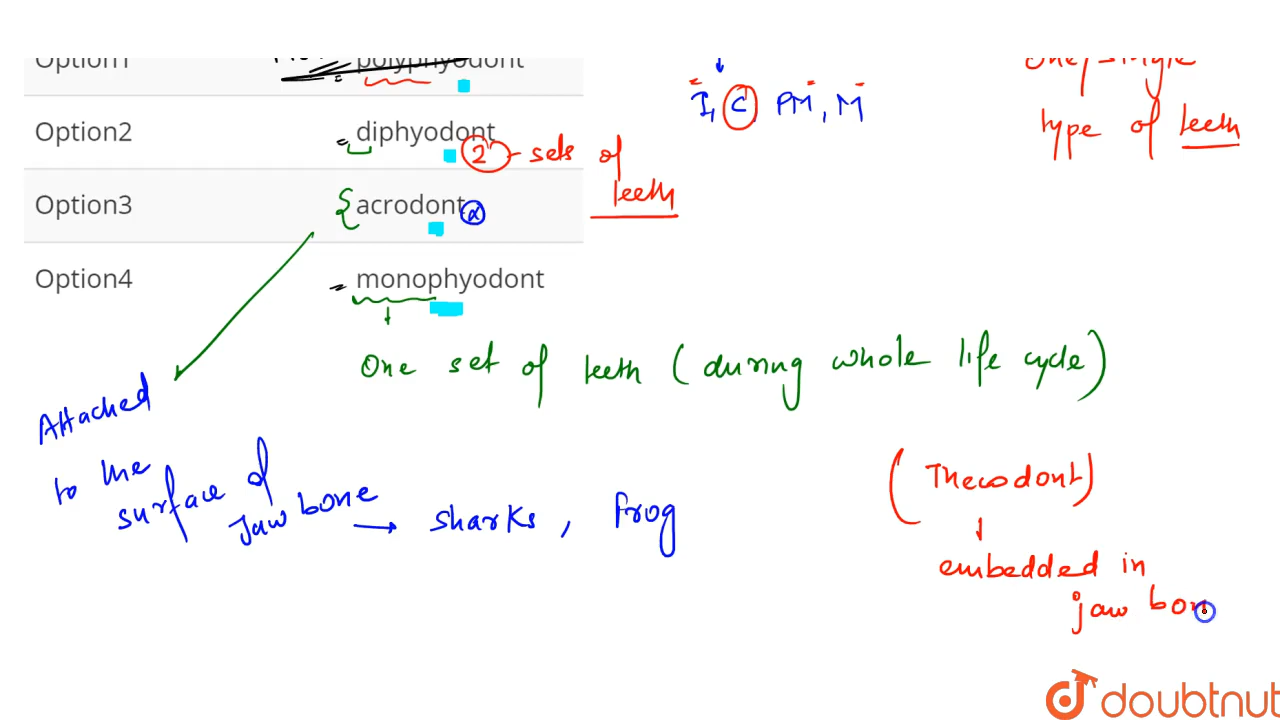 Option1 polyphyodont
one/single
I, C PM, M
type of teeth
Option2 diphyodont
2 - sets of
teeth
Option3 acrodont
Option4 monophyodont
One set of teeth (during whole life cycle)
Attached
to the
surface of
Jaw bone → sharks, frog
(Thecodont)
embedded in
jaw bon
doubtnut